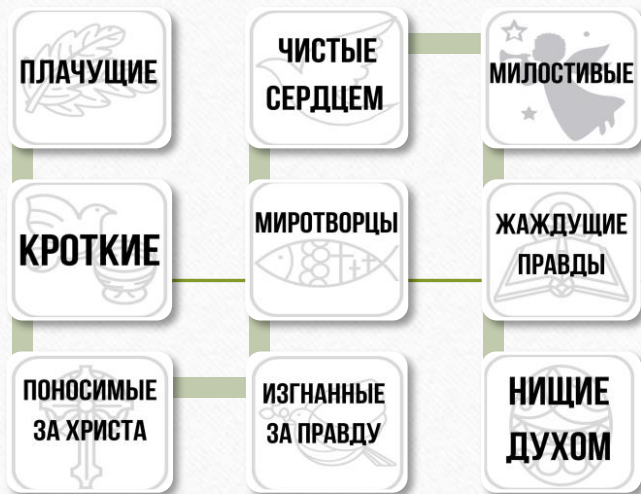 ПЛАЧУЩИЕ
ЧИСТЫЕ
СЕРДЦЕМ
МИЛОСТИВЫЕ
КРОТКИЕ
МИРОТВОРЦЫ
ЖАЖДУЩИЕ
ПРАВДЫ
ПОНОСИМЫЕ
ЗА ХРИСТА
ИЗГНАННЫЕ
ЗА ПРАВДУ
НИЩИЕ
ДУХОМ